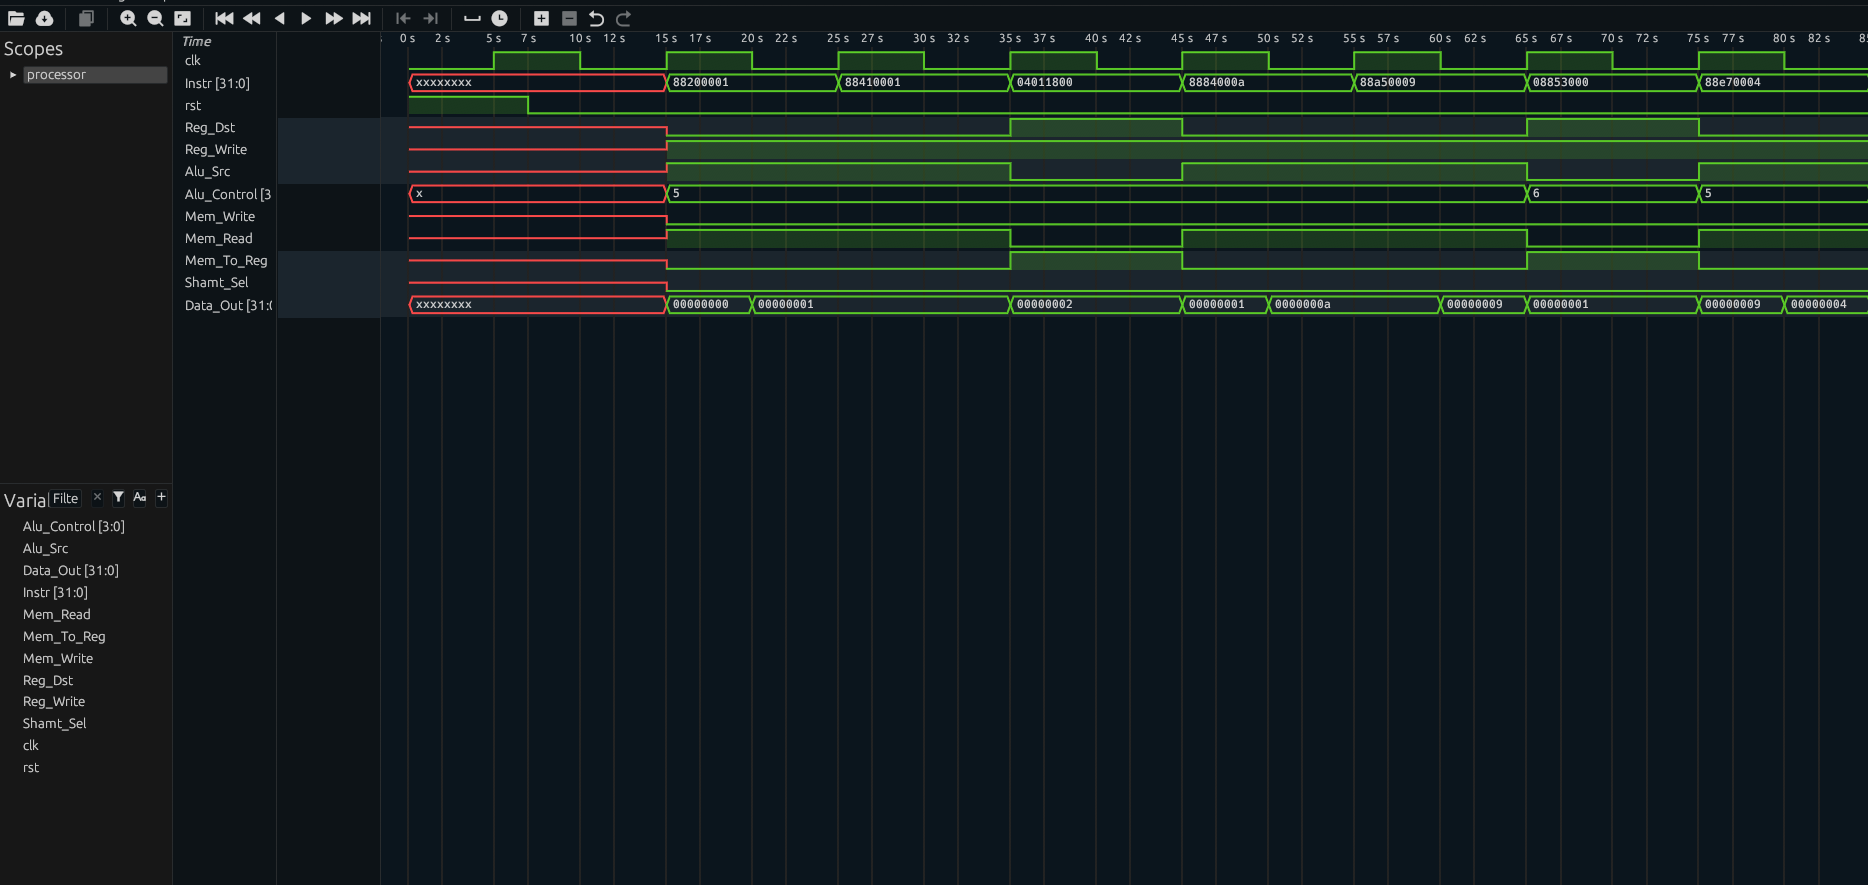 Scopes
processor
Time
0 s 2 s 5 s 7 s 10 s 12 s 15 s 17 s 20 s 22 s 25 s 27 s 30 s 32 s 35 s 37 s 40 s 42 s 45 s 47 s 50 s 52 s 55 s 57 s 60 s 62 s 65 s 67 s 70 s 72 s 75 s 77 s 80 s 82 s 85
clk
Instr [31:0] xxxxxxxx 88200001 88410001 04011800 8884000a 88a50009 08853000 88e70004
rst
Reg_Dst
Reg_Write
Alu_Src
Alu_Control [3 x 5 6 5
Mem_Write
Mem_Read
Mem_To_Reg
Shamt_Sel
Data_Out [31:0 xxxxxxxx 00000000 00000001 00000002 00000001 0000000a 00000009 00000001 00000009 00000004
Varial Filte
Alu_Control [3:0]
Alu_Src
Data_Out [31:0]
Instr [31:0]
Mem_Read
Mem_To_Reg
Mem_Write
Reg_Dst
Reg_Write
Shamt_Sel
clk
rst